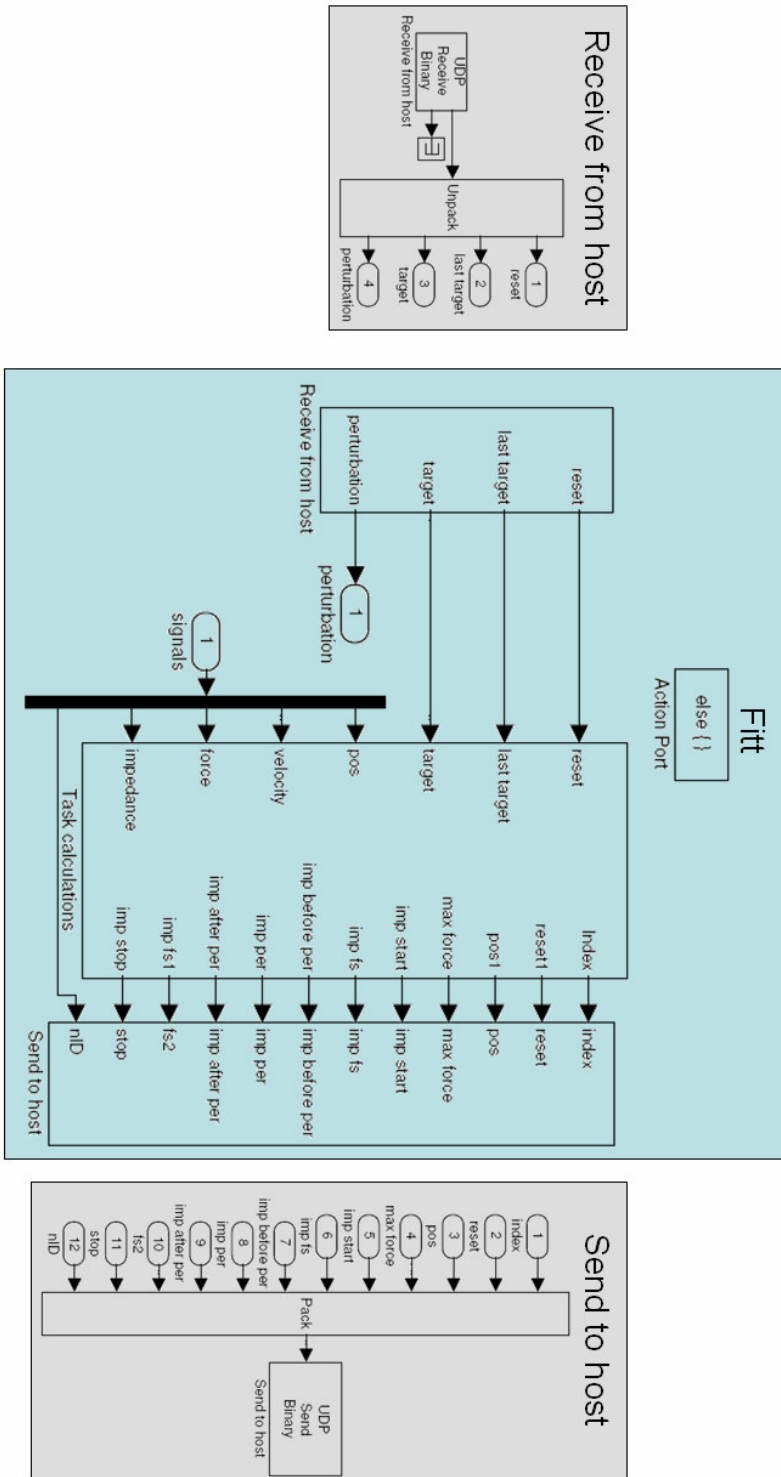 Receive from host
UDP
Receive
Binary
Receive from host
Unpack
1
reset
2
last target
3
target
4
perturbation
Fitt
else { }
Action Port
reset
last target
target
perturbation
Receive from host
1
perturbation
1
signals
reset
last target
target
pos
velocity
force
impedance
Index
reset1
pos1
max force
imp start
imp fs
imp before per
imp per
imp after per
imp fs1
imp stop
Task calculations
index
reset
pos
max force
imp start
imp fs
imp before per
imp per
imp after per
fs2
stop
nID
Send to host
Send to host
1
index
2
reset
3
pos
4
max force
5
imp start
6
imp fs
7
imp before per
8
imp per
9
imp after per
10
fs2
11
stop
12
nID
Pack
UDP
Send
Binary
Send to host